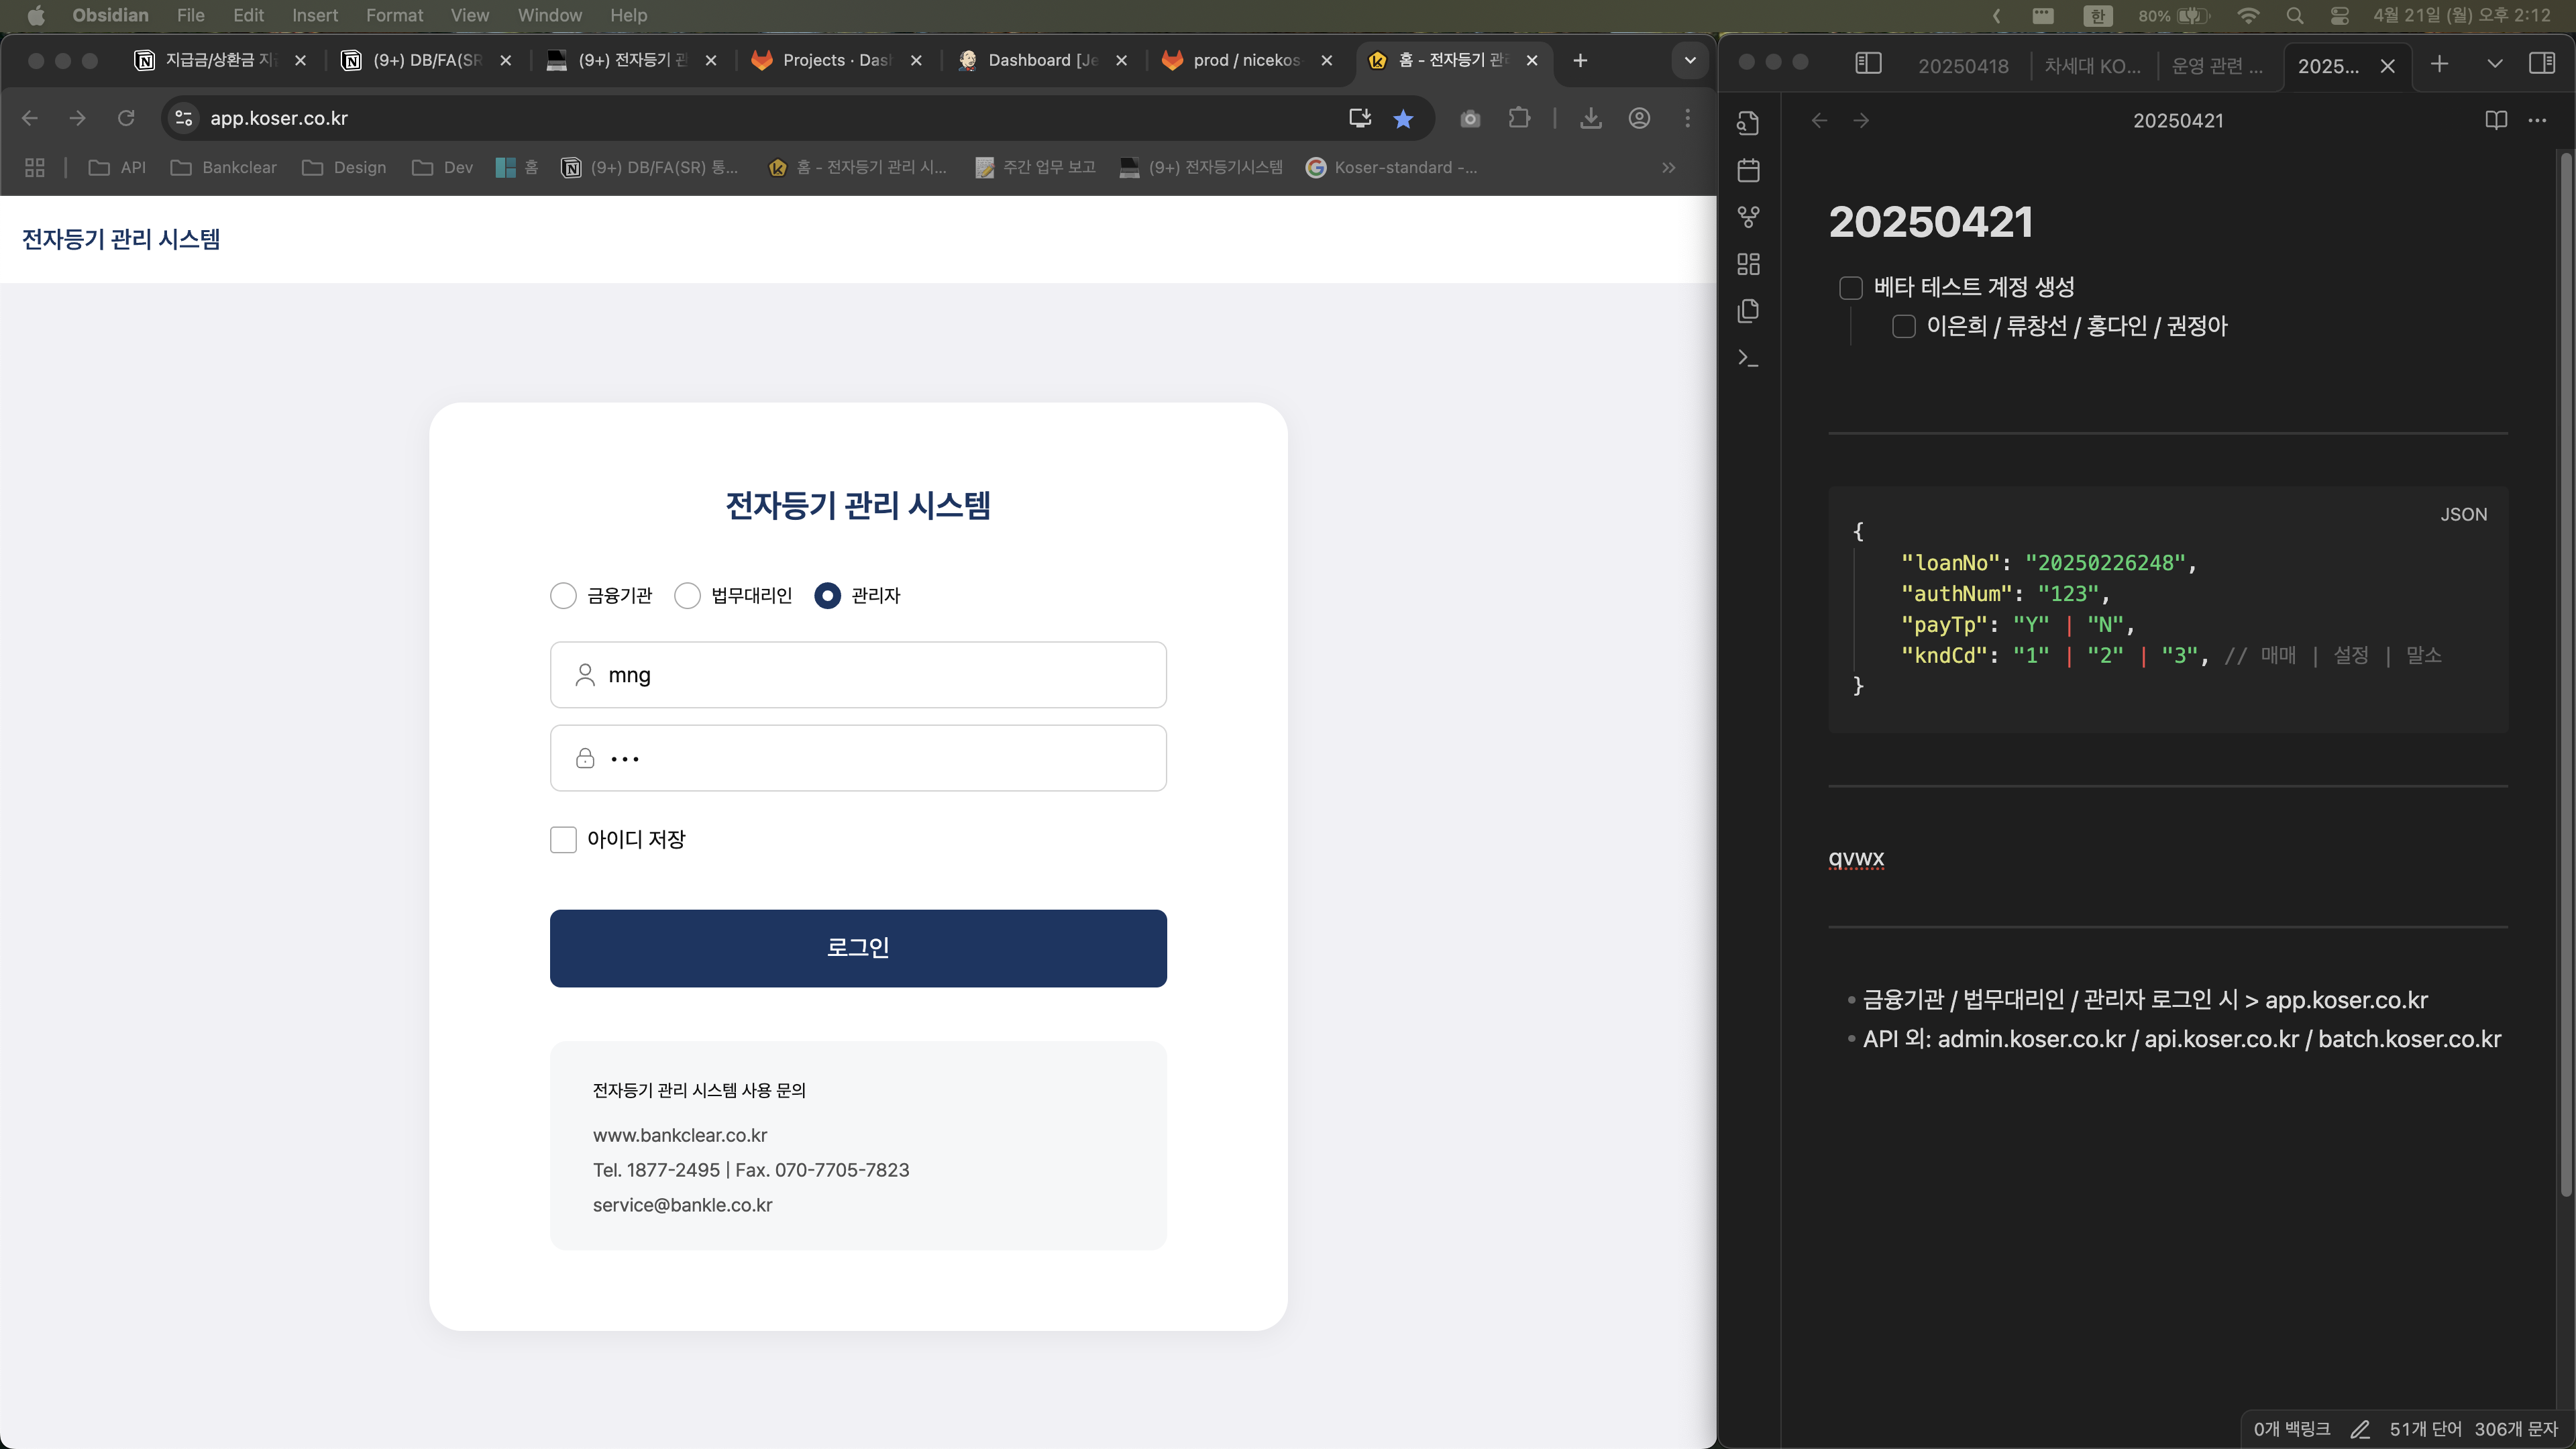 Obsidian File Edit Insert Format View Window Help 한 80% 4월 21일 (월) 오후 2:12
지급금/상환금 지 (9+) DB/FA(SR (9+) 전자등기 관 Projects · Das Dashboard [Je prod / nicekos 홈 - 전자등기 관
app.koser.co.kr
API Bankclear Design Dev 홈 (9+) DB/FA(SR) 통... 홈 - 전자등기 관리 시... 주간 업무 보고 (9+) 전자등기시스템 Koser-standard -...
전자등기 관리 시스템
전자등기 관리 시스템
금융기관 법무대리인 관리자
mng
•••
아이디 저장
로그인
전자등기 관리 시스템 사용 문의
www.bankclear.co.kr
Tel. 1877-2495 | Fax. 070-7705-7823
service@bankle.co.kr
20250418 차세대 KO... 운영 관련 ... 2025...
20250421
20250421
베타 테스트 계정 생성
이은희 / 류창선 / 홍다인 / 권정아
JSON
{
"loanNo": "20250226248",
"authNum": "123",
"payTp": "Y" | "N",
"kndCd": "1" | "2" | "3", // 매매 | 설정 | 말소
}
qvwx
금융기관 / 법무대리인 / 관리자 로그인 시 > app.koser.co.kr
API 외: admin.koser.co.kr / api.koser.co.kr / batch.koser.co.kr
0개 백링크 51개 단어 306개 문자